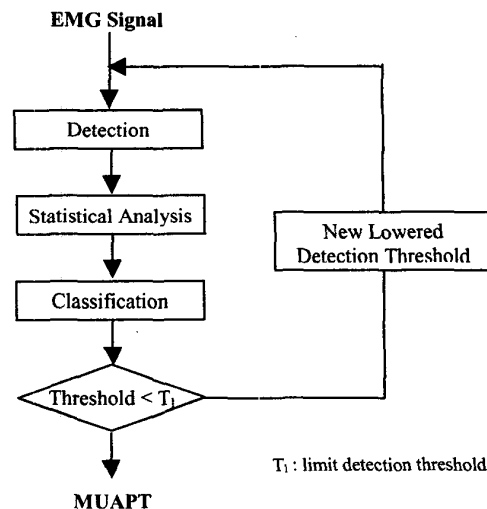 EMG Signal
Detection
Statistical Analysis
New Lowered
Detection Threshold
Classification
Threshold < T₁
T₁ : limit detection threshold
MUAPT